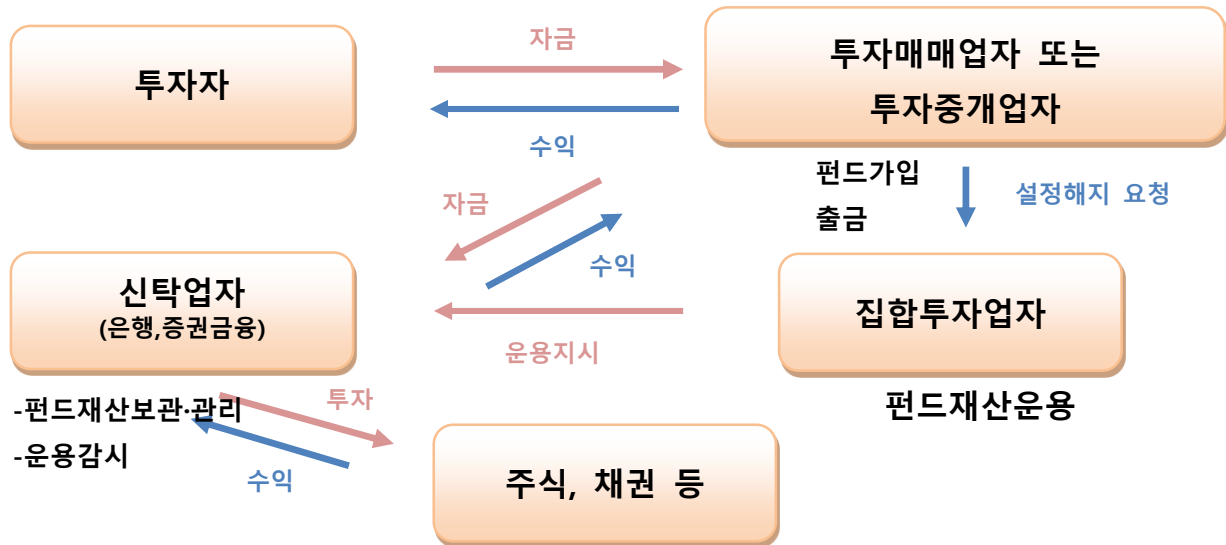 투자자
자금
수익
투자매매업자 또는
투자중개업자
펀드가입
출금
설정해지 요청
자금
수익
신탁업자
(은행,증권금융)
운용지시
집합투자업자
펀드재산운용
-펀드재산보관·관리
-운용감시
투자
수익
주식, 채권 등